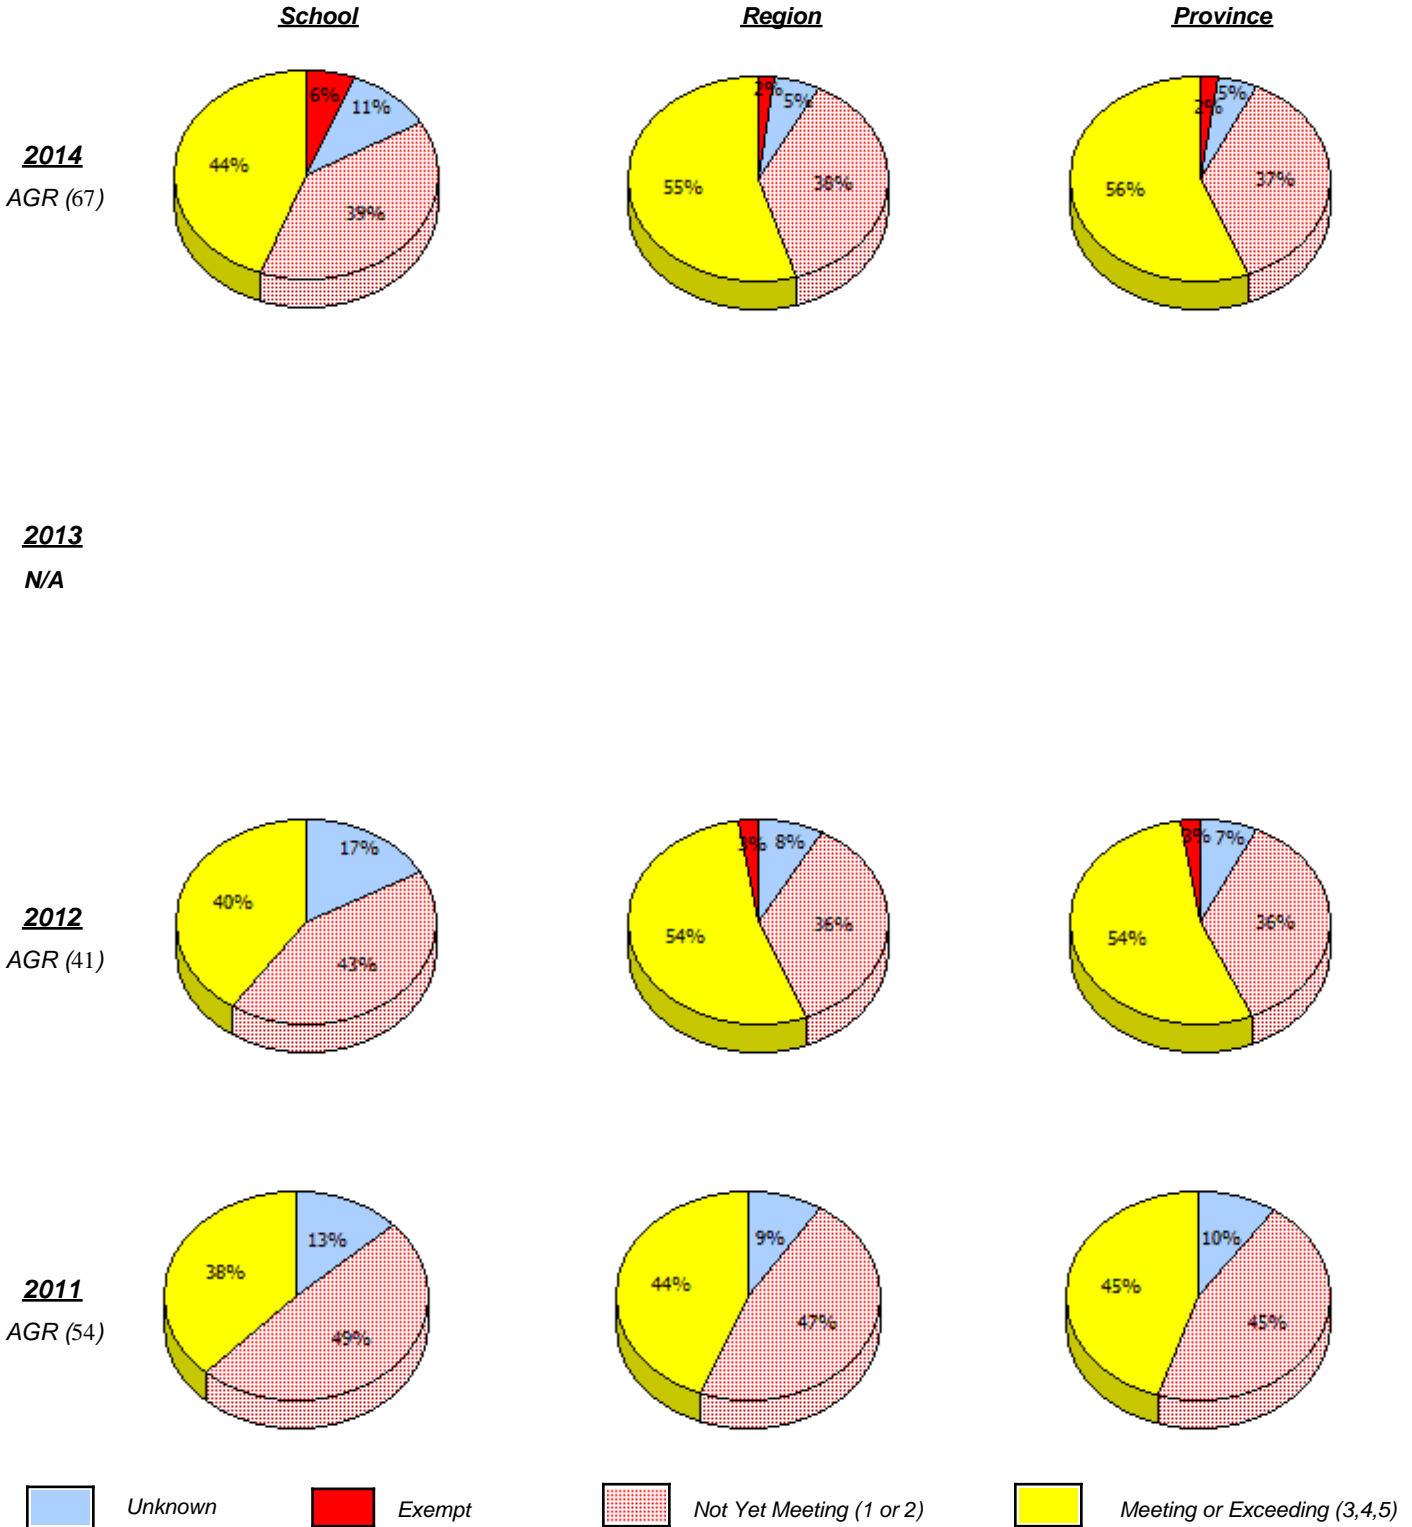 School Region Province
6% 11% 44% 39%
2% 5% 55% 38%
2% 5% 56% 37%
2014
AGR (67)
2013
N/A
17% 40% 43%
3% 8% 54% 36%
3% 7% 54% 36%
2012
AGR (41)
13% 38% 49%
9% 44% 47%
10% 45% 45%
2011
AGR (54)
Unknown Exempt Not Yet Meeting (1 or 2) Meeting or Exceeding (3,4,5)